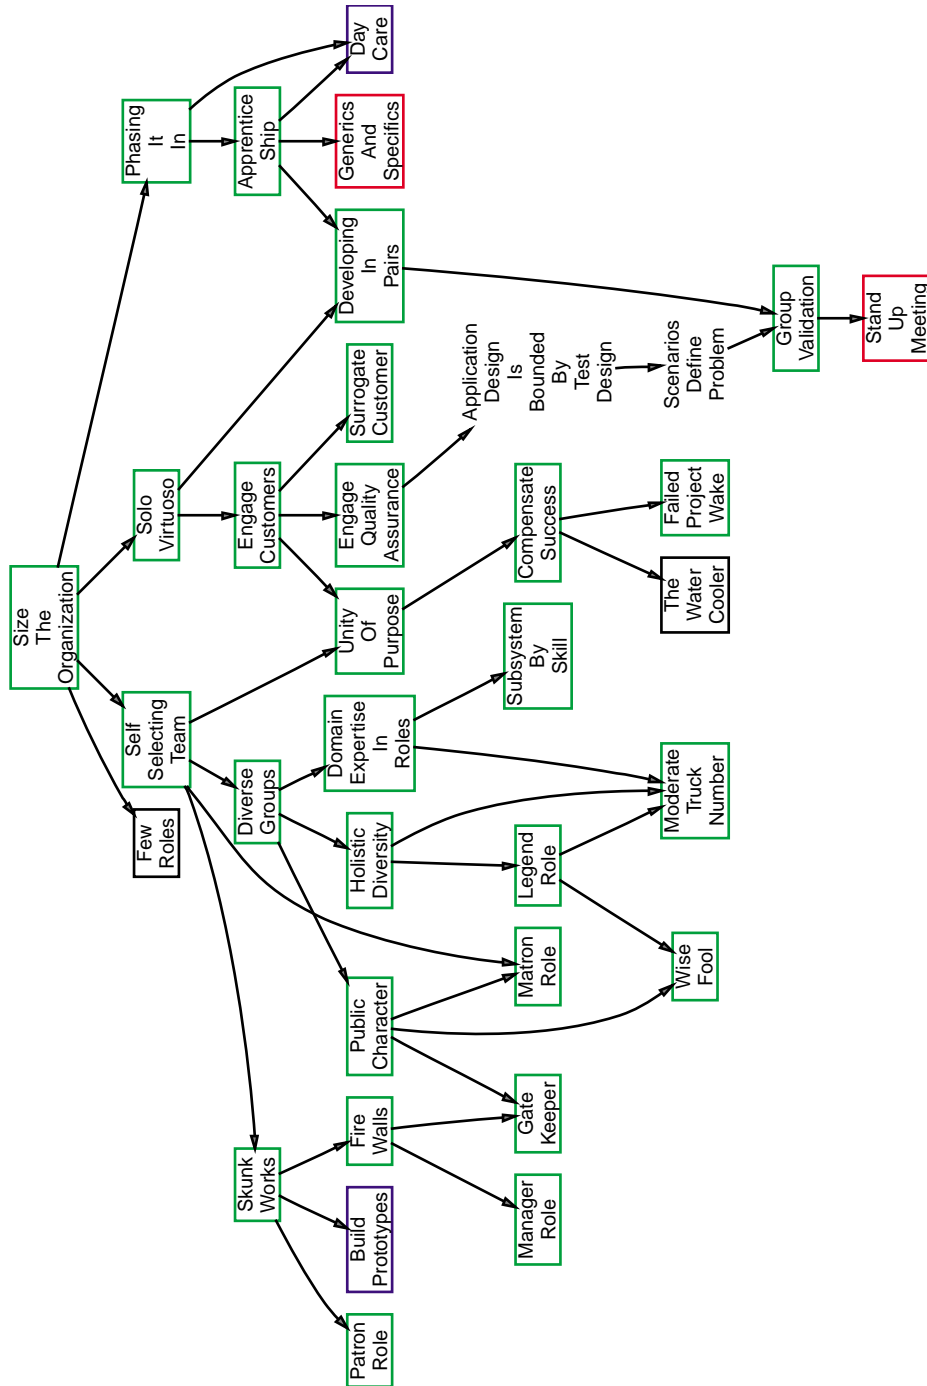 Size
The
Organization
Few
Roles
Self
Selecting
Team
Solo
Virtuoso
Phasing
It
In
Skunk
Works
Diverse
Groups
Engage
Customers
Apprentice
Ship
Patron
Role
Build
Prototypes
Fire
Walls
Public
Character
Holistic
Diversity
Domain
Expertise
In
Roles
Unity
Of
Purpose
Engage
Quality
Assurance
Surrogate
Customer
Developing
In
Pairs
Generics
And
Specifics
Day
Care
Manager
Role
Gate
Keeper
Matron
Role
Legend
Role
Subsystem
By
Skill
Compensate
Success
Application
Design
Is
Bounded
By
Test
Design
Wise
Fool
Moderate
Truck
Number
The
Water
Cooler
Failed
Project
Wake
Scenarios
Define
Problem
Group
Validation
Stand
Up
Meeting